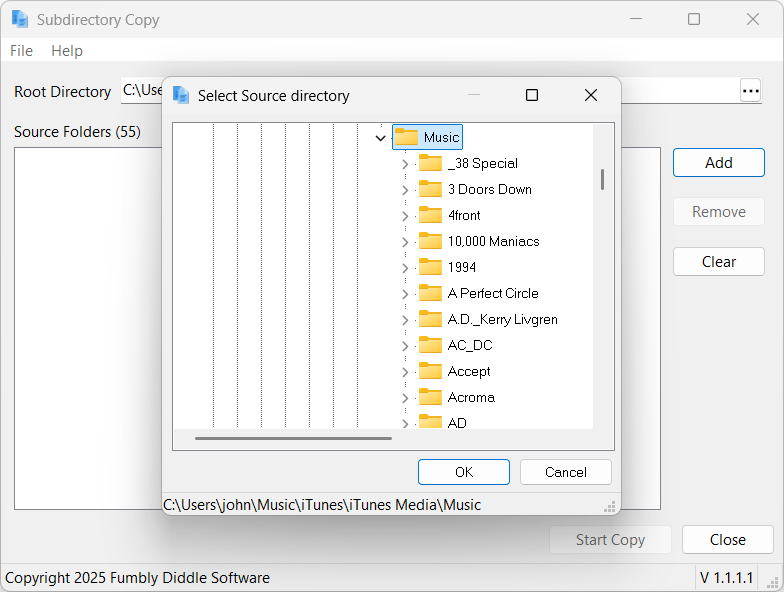 Subdirectory Copy
File Help
Root Directory C:\Use
Select Source directory
Source Folders (55)
Music
_38 Special
3 Doors Down
4front
10,000 Maniacs
1994
A Perfect Circle
A.D._Kerry Livgren
AC_DC
Accept
Acroma
AD
Add
Remove
Clear
OK Cancel
C:\Users\john\Music\iTunes\iTunes Media\Music
Start Copy Close
Copyright 2025 Fumbly Diddle Software V 1.1.1.1